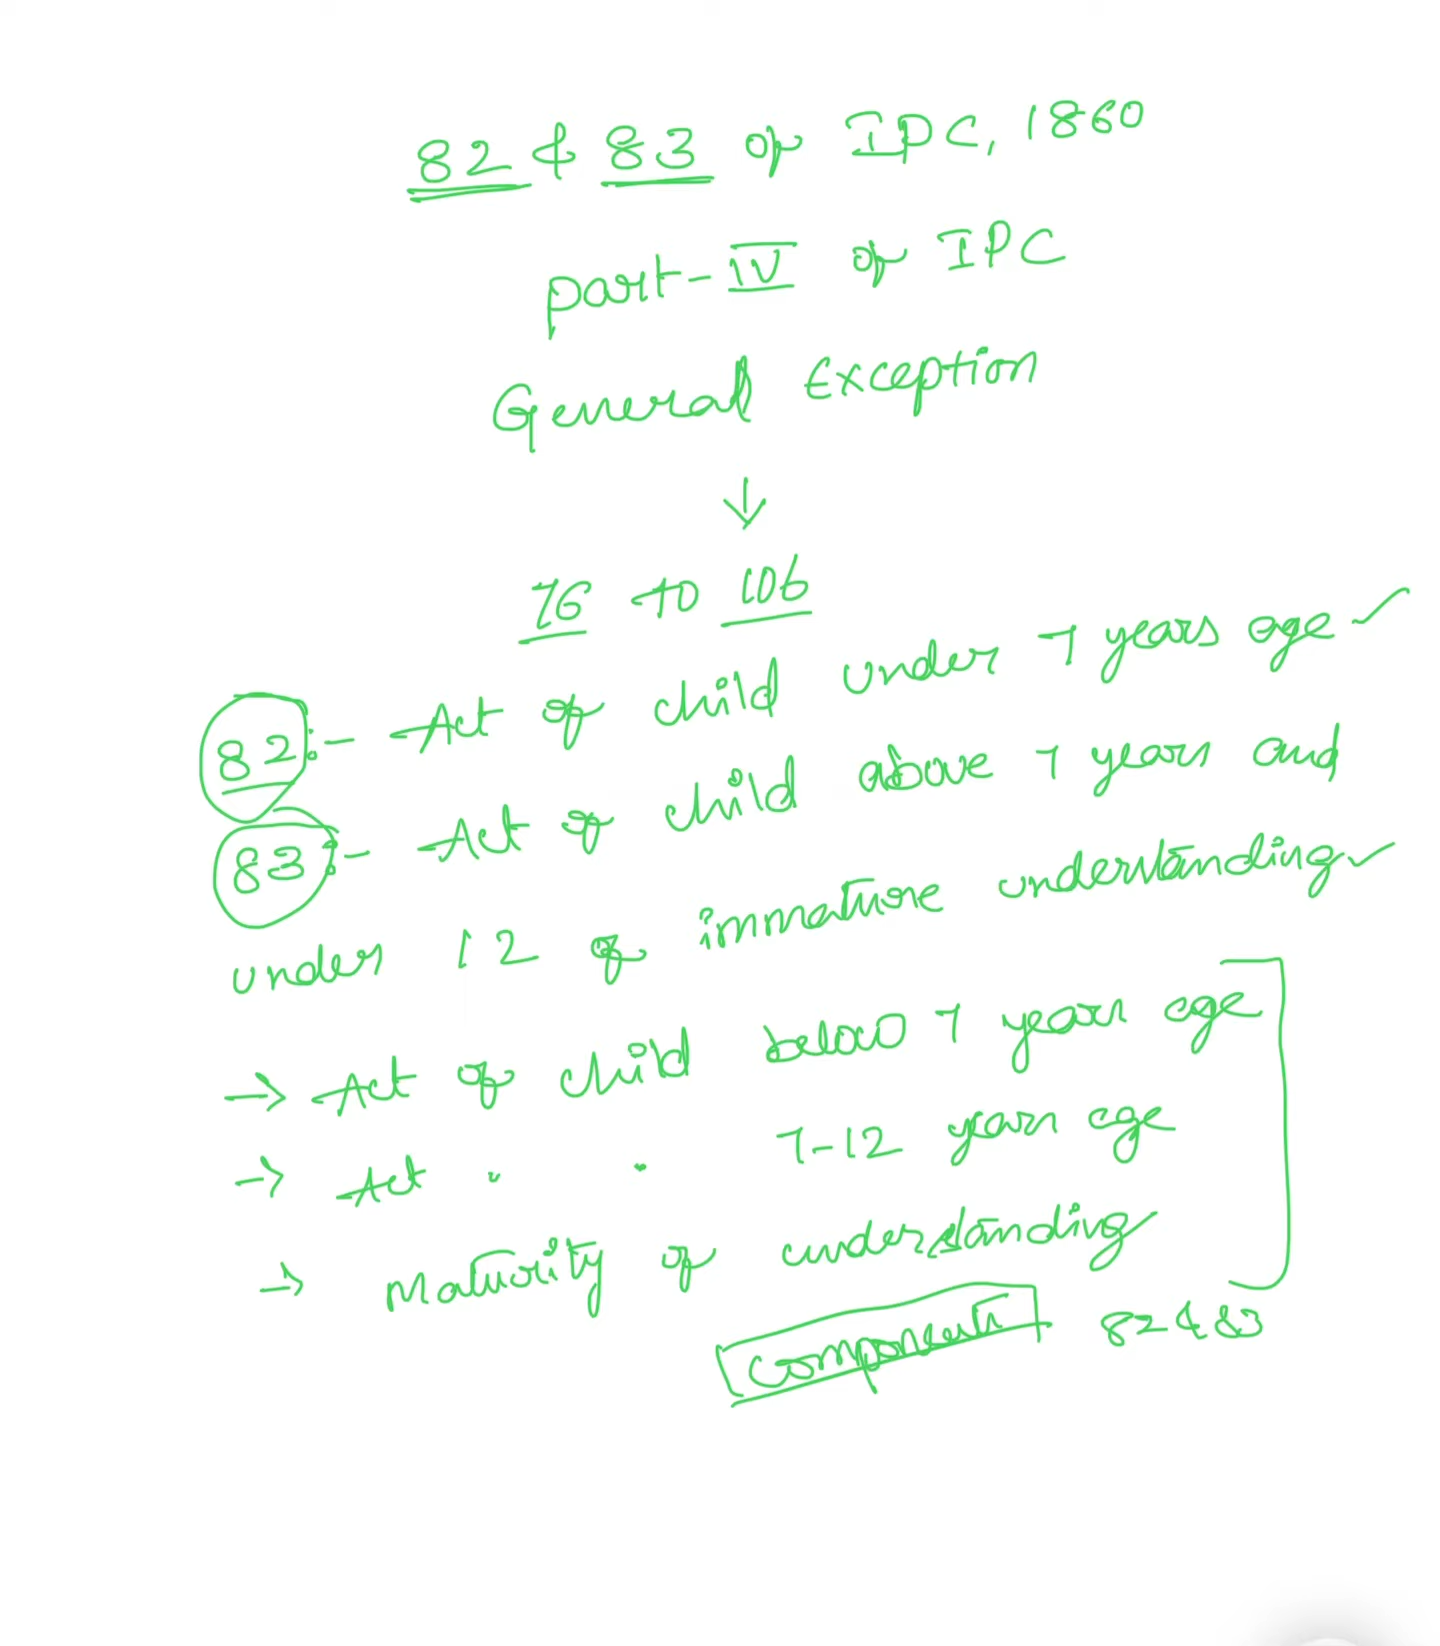 82 & 83 of IPC, 1860
part-IV of IPC
General Exception
↓
76 to 106
82:- Act of child under 7 years age ✓
83:- Act of child above 7 years and
under 12 of immature understanding ✓
→ Act of child below 7 years age
→ Act " " 7-12 years age
→ Maturity of understanding
components 82 & 83